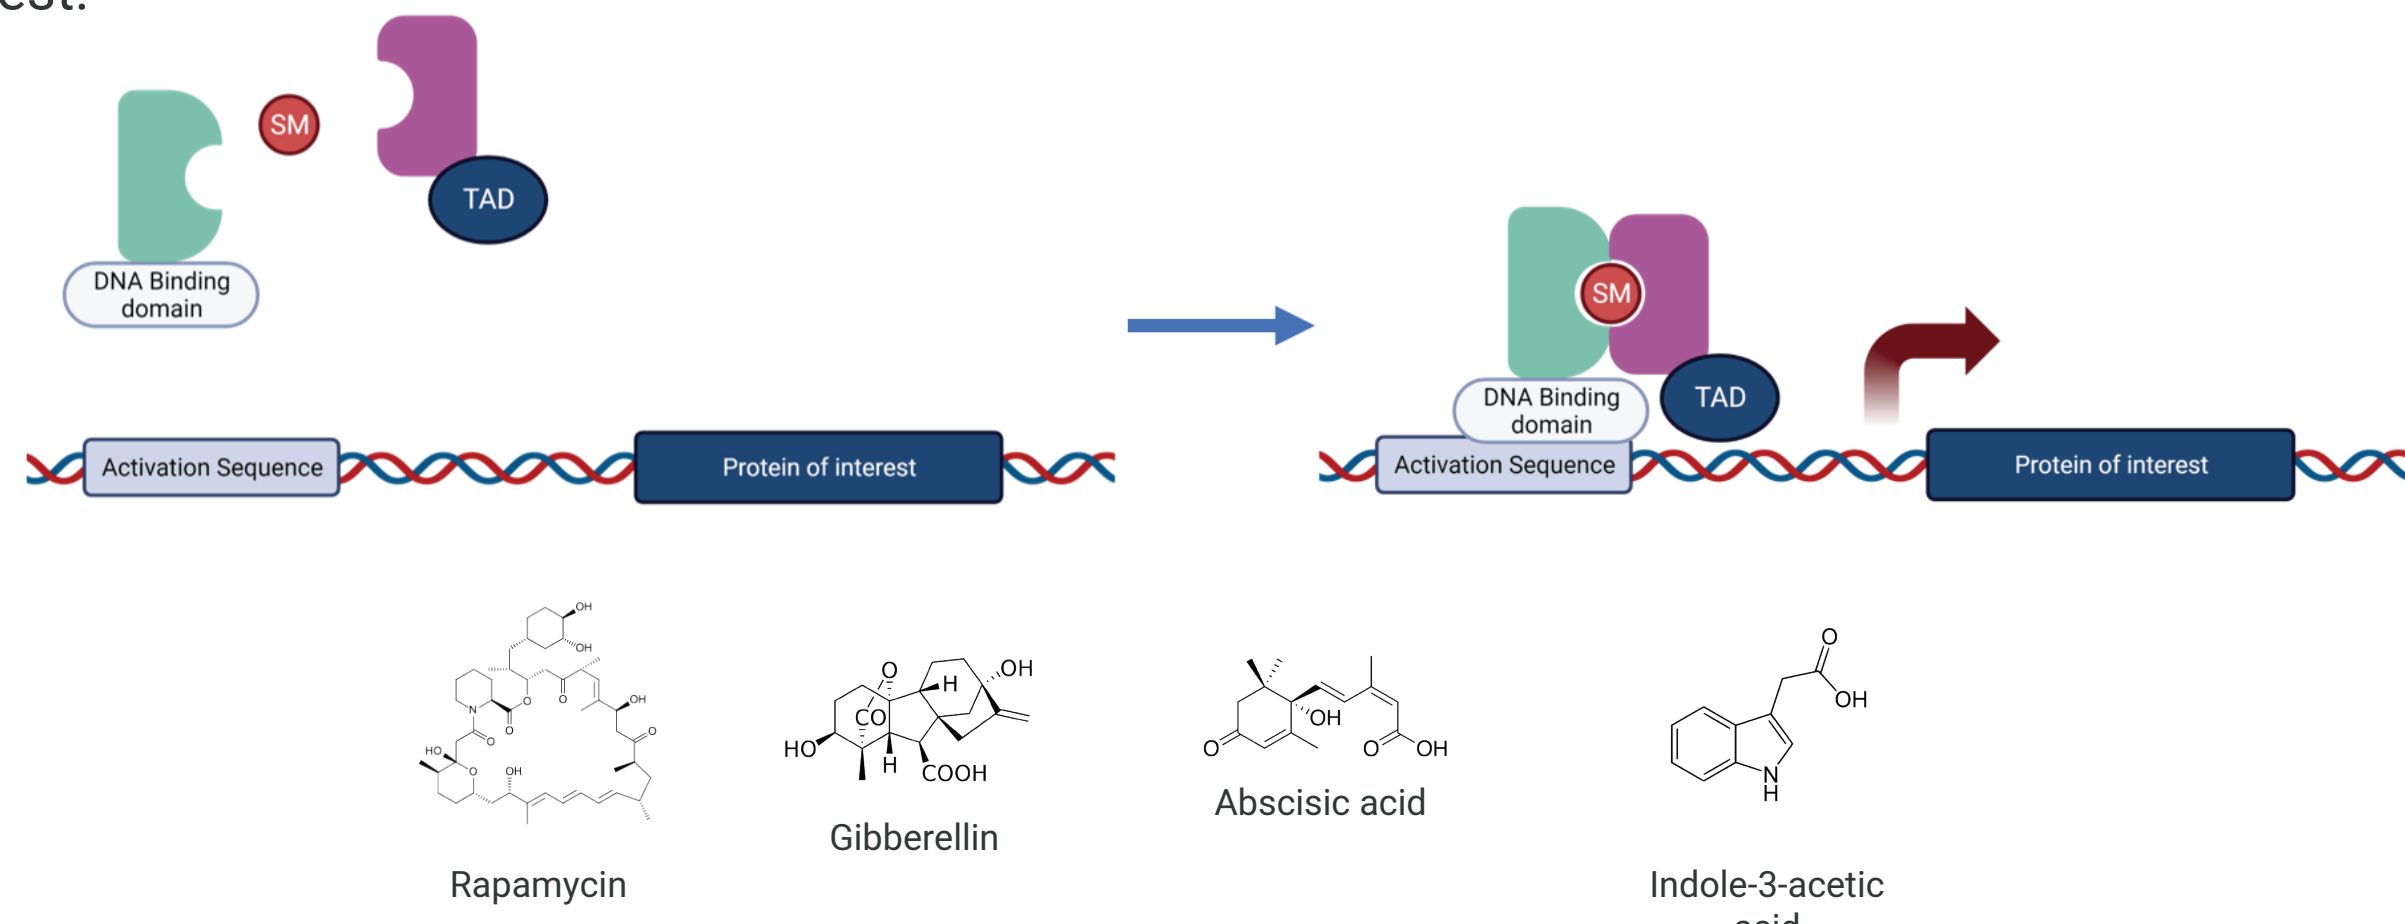 SM
TAD
DNA Binding
domain
Activation Sequence
Protein of interest
SM
DNA Binding
domain
TAD
Activation Sequence
Protein of interest
OH
OH
O
OH
N
O
O
O
O
HO
O
OH
Rapamycin
O
CO
H
OH
HO
H
COOH
Gibberellin
O
OH
O
OH
Abscisic acid
O
OH
N
H
Indole-3-acetic
acid